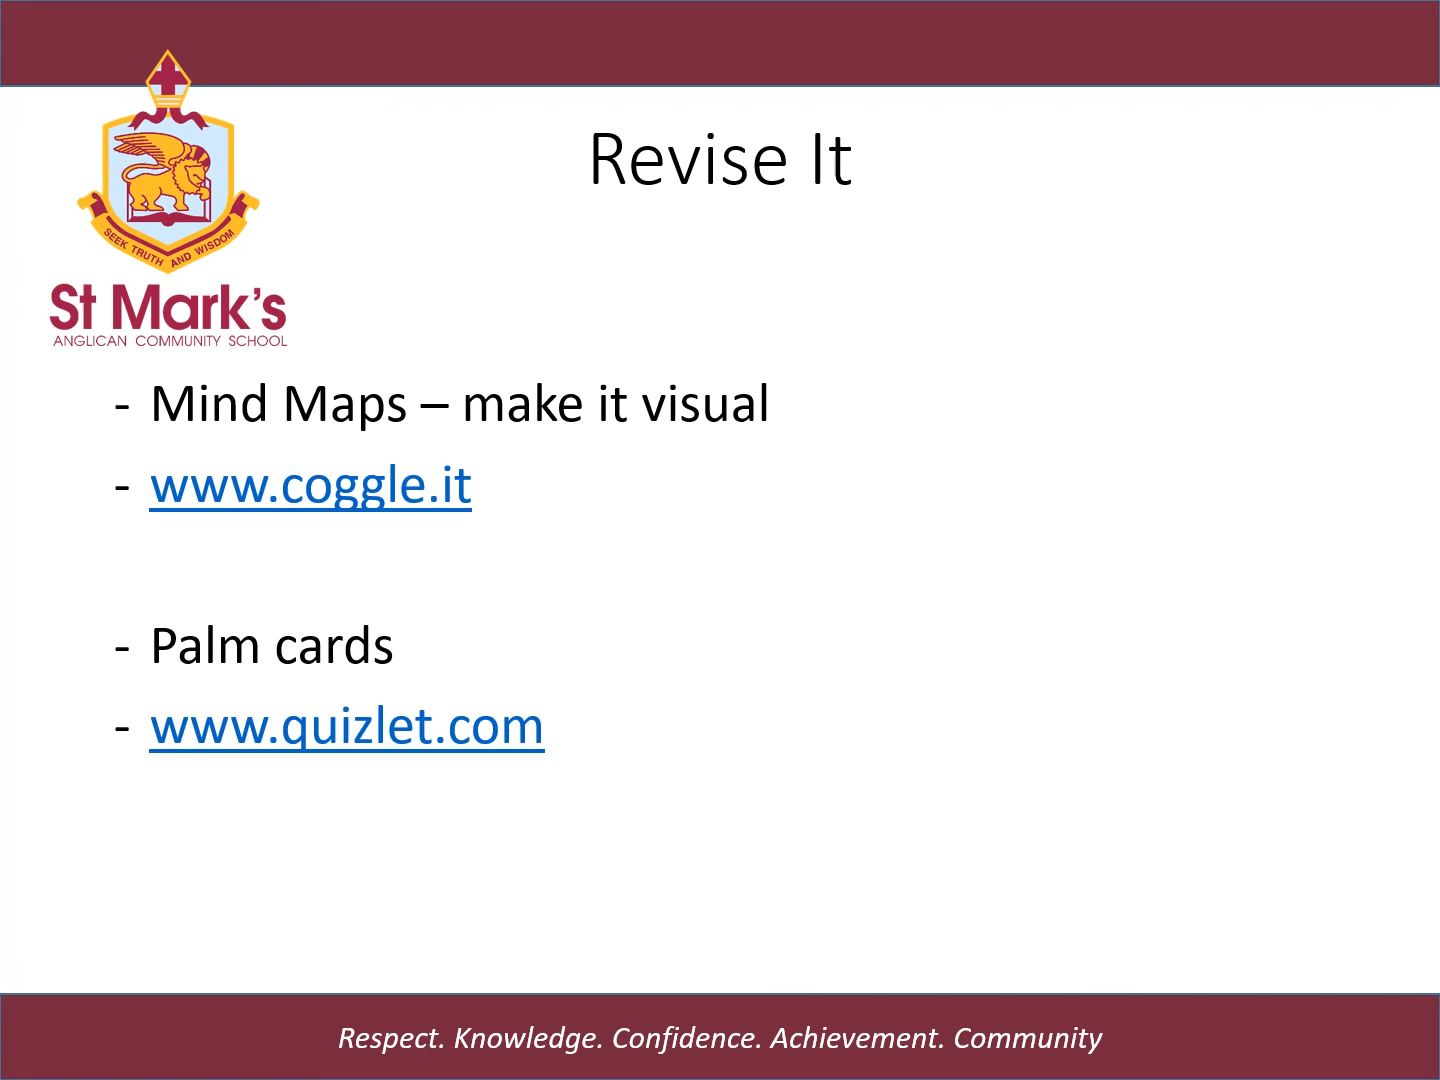 SEEK TRUTH AND WISDOM
St Mark's
ANGLICAN COMMUNITY SCHOOL
Revise It
- Mind Maps – make it visual
- www.coggle.it
- Palm cards
- www.quizlet.com
Respect. Knowledge. Confidence. Achievement. Community